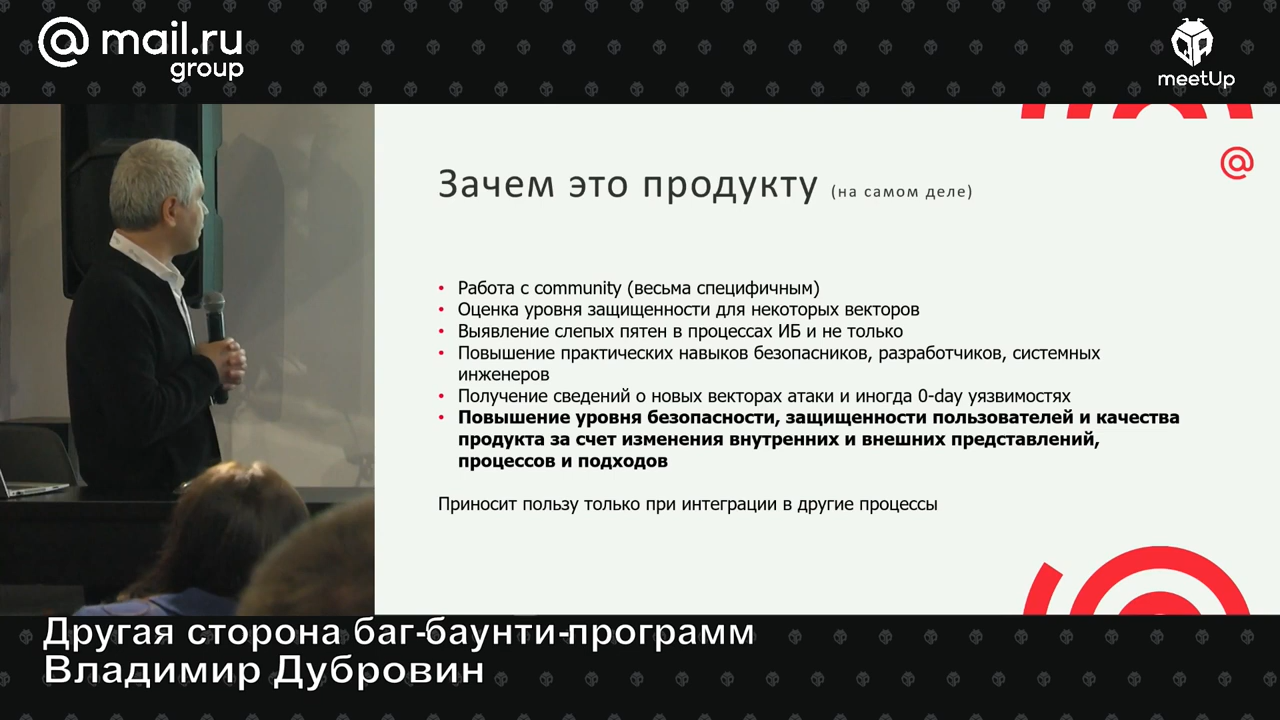 @mail.ru
group
QA
meetUp
@
Зачем это продукту (на самом деле)
• Работа с community (весьма специфичным)
• Оценка уровня защищенности для некоторых векторов
• Выявление слепых пятен в процессах ИБ и не только
• Повышение практических навыков безопасников, разработчиков, системных
инженеров
• Получение сведений о новых векторах атаки и иногда 0-day уязвимостях
• Повышение уровня безопасности, защищенности пользователей и качества
продукта за счет изменения внутренних и внешних представлений,
процессов и подходов
Приносит пользу только при интеграции в другие процессы
Другая сторона баг-баунти-программ
Владимир Дубровин